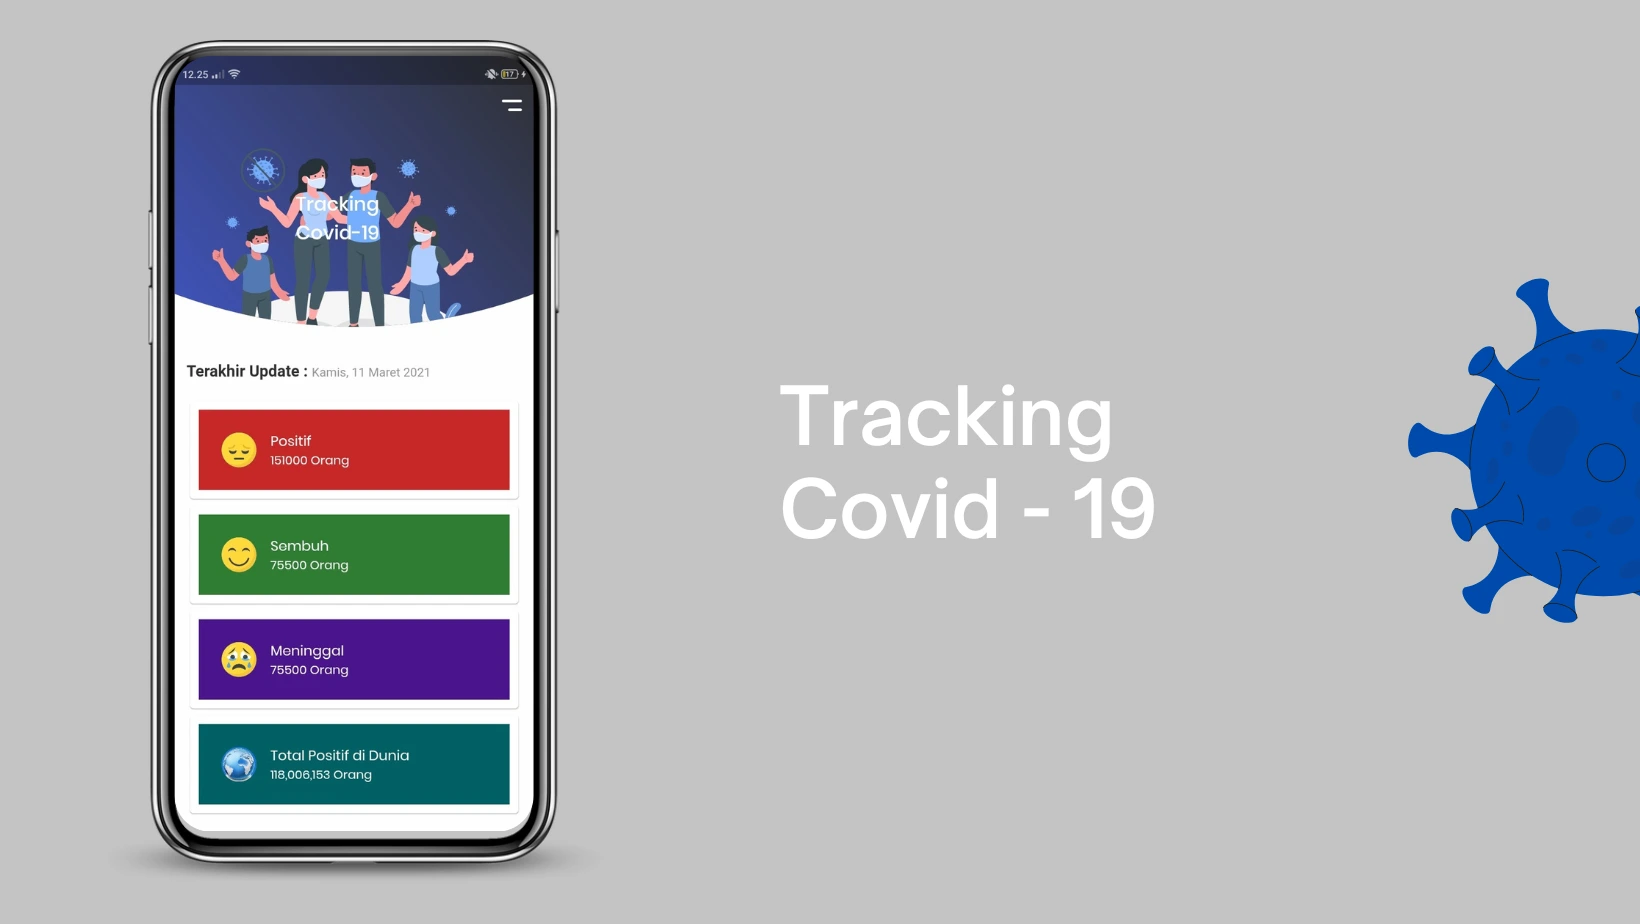 12.25
17
Tracking
Covid-19
Terakhir Update : Kamis, 11 Maret 2021
Positif
151000 Orang
Sembuh
75500 Orang
Meninggal
75500 Orang
Total Positif di Dunia
118,006,153 Orang
Tracking
Covid - 19